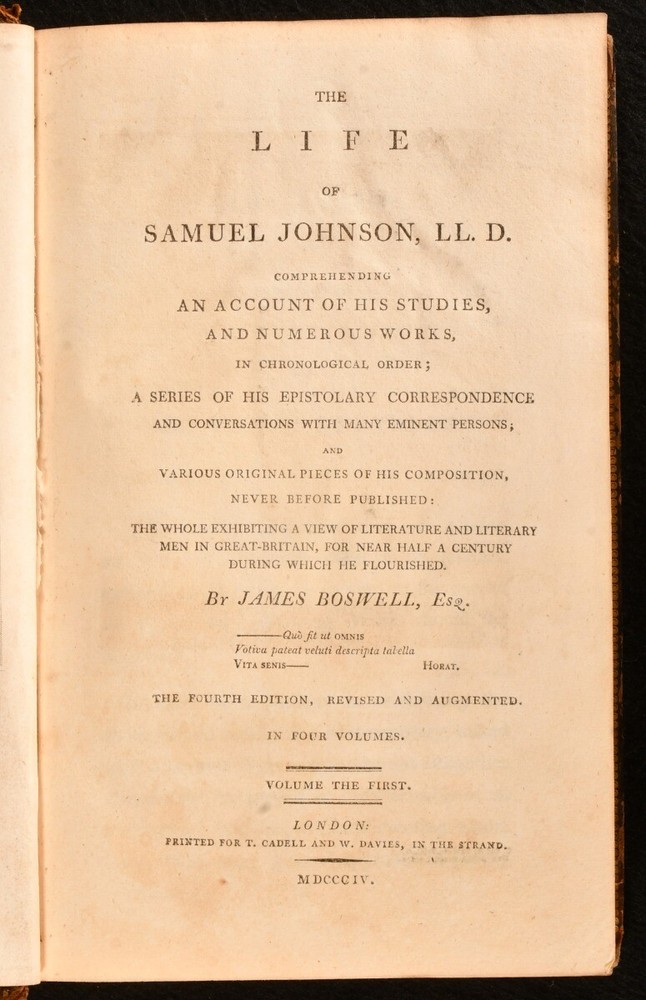 THE
LIFE
OF
SAMUEL JOHNSON, LL. D.
COMPREHENDING
AN ACCOUNT OF HIS STUDIES,
AND NUMEROUS WORKS,
IN CHRONOLOGICAL ORDER;
A SERIES OF HIS EPISTOLARY CORRESPONDENCE
AND CONVERSATIONS WITH MANY EMINENT PERSONS;
AND
VARIOUS ORIGINAL PIECES OF HIS COMPOSITION,
NEVER BEFORE PUBLISHED:
THE WHOLE EXHIBITING A VIEW OF LITERATURE AND LITERARY
MEN IN GREAT-BRITAIN, FOR NEAR HALF A CENTURY
DURING WHICH HE FLOURISHED.
By JAMES BOSWELL, Esq.
———Quò fit ut OMNIS
Votiva pateat veluti descripta tabella
VITA SENIS—— HORAT.
THE FOURTH EDITION, REVISED AND AUGMENTED.
IN FOUR VOLUMES.
VOLUME THE FIRST.
LONDON:
PRINTED FOR T. CADELL AND W. DAVIES, IN THE STRAND.
MDCCCIV.